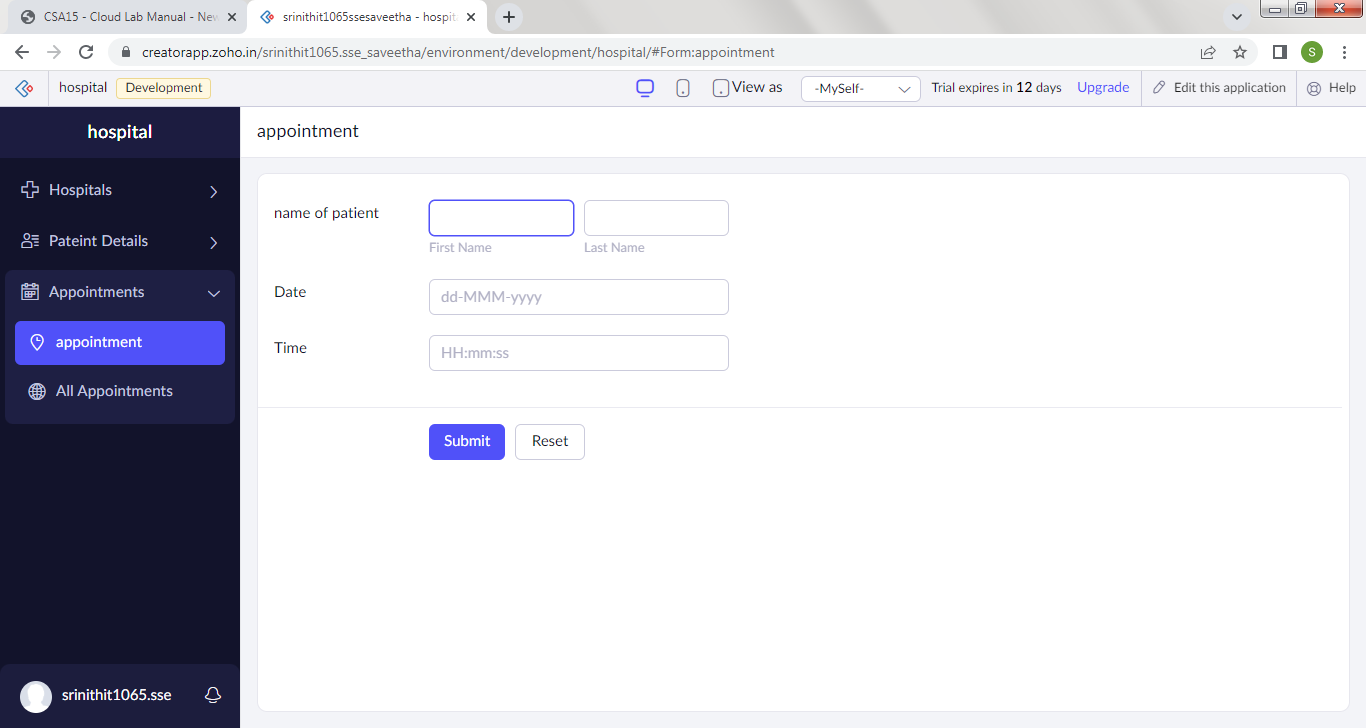 CSA15 - Cloud Lab Manual - New
srinithit1065ssesaveetha - hospit
creatorapp.zoho.in/srinithit1065.sse_saveetha/environment/development/hospital/#Form:appointment
S
hospital
Development
View as
-MySelf-
Trial expires in 12 days
Upgrade
Edit this application
Help
hospital
appointment
Hospitals
Pateint Details
Appointments
appointment
All Appointments
name of patient
First Name
Last Name
Date
dd-MMM-yyyy
Time
HH:mm:ss
Submit
Reset
srinithit1065.sse